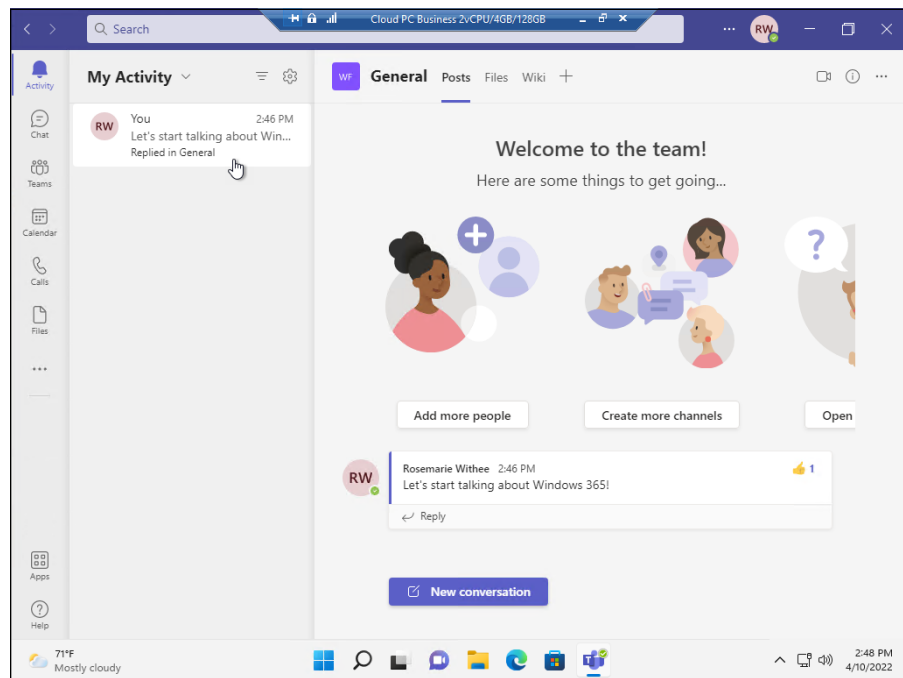 Cloud PC Business 2vCPU/4GB/128GB
Search
RW
Activity
Chat
Teams
Calendar
Calls
Files
Apps
Help
My Activity
RW
You 2:46 PM
Let's start talking about Win...
Replied in General
WF General Posts Files Wiki
Welcome to the team!
Here are some things to get going...
?
Add more people
Create more channels
Open
RW
Rosemarie Withee 2:46 PM
👍 1
Let's start talking about Windows 365!
Reply
New conversation
71°F
Mostly cloudy
2:48 PM
4/10/2022